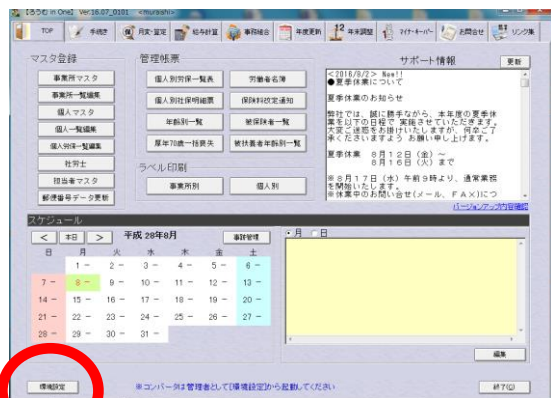 【ろうむ in One】 Ver.16.07_0101 <murashi>
TOP 手続き 月変・算定 給与計算 事務組合 年度更新 12 年末調整 マイナンバー お問合せ リンク集
マスタ登録
事業所マスタ
事業所一覧編集
個人マスタ
個人一覧編集
個人労保一覧編集
社労士
担当者マスタ
郵便番号データ更新
管理帳票
個人別労保一覧表 労働者名簿
個人別社保明細票 保険料改定通知
年齢別一覧 被保険者一覧
厚年70歳一括喪失 被扶養者年齢別一覧
ラベル印刷
事業所別 個人別
サポート情報 更新
<2016/8/2> New!!
●夏季休業について
夏季休業のお知らせ
弊社では、誠に勝手ながら、本年度の夏季休
業を以下の日程で 実施させていただきます。
大変ご迷惑をお掛けいたしますが、何卒ご了
承くださいますよう お願い申し上げます。
夏季休業 8月12日(金)~
8月16日(火) まで
※8月17日(水)午前9時より、通常業務
を開始いたします。
※休業中のお問い合せ(メール、FAX)につ
バージョンアップ内容確認
スケジュール
< 本日 > 平成 28年8月 事許管理
日 月 火 水 木 金 土
1 - 2 - 3 - 4 - 5 - 6 -
7 - 8 - 9 - 10 - 11 - 12 - 13 -
14 - 15 - 16 - 17 - 18 - 19 - 20 -
21 - 22 - 23 - 24 - 25 - 26 - 27 -
28 - 29 - 30 - 31 -
月 日
編集
環境設定
※コンバータは管理者として[環境設定]から起動してください
終了(Q)